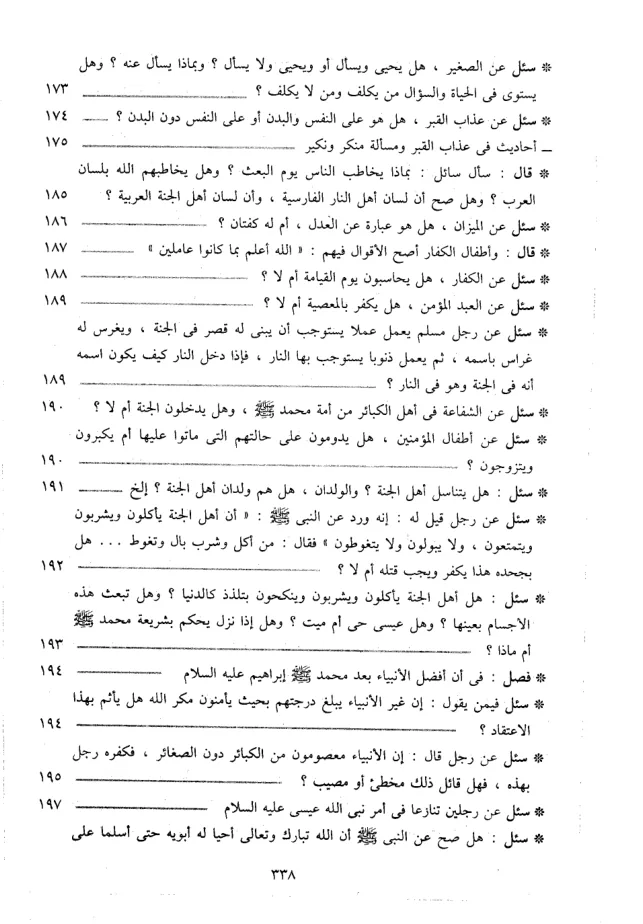 * سئل عن الصغير ، هل يحيى ويسأل أو ويحيى ولا يسأل ؟ وبماذا يسأل عنه ؟ وهل
يستوى فى الحياة والسؤال من يكلف ومن لا يكلف ؟ ١٧٣
* سئل عن عذاب القبر ، هل هو على النفس والبدن أو على النفس دون البدن ؟ ١٧٤
ـ أحاديث فى عذاب القبر ومسألة منكر ونكير ١٧٥
* قال : سأل سائل : بماذا يخاطب الناس يوم البعث ؟ وهل يخاطبهم الله بلسان
العرب ؟ وهل صح أن لسان أهل النار الفارسية ، وأن لسان أهل الجنة العربية ؟ ١٨٥
* سئل عن الميزان ، هل هو عبارة عن العدل ، أم له كفتان ؟ ١٨٦
* قال : وأطفال الكفار أصح الأقوال فيهم : « الله أعلم بما كانوا عاملين » ١٨٧
* سئل عن الكفار ، هل يحاسبون يوم القيامة أم لا ؟ ١٨٨
* سئل عن العبد المؤمن ، هل يكفر بالمعصية أم لا ؟ ١٨٩
* سئل عن رجل مسلم يعمل عملا يستوجب أن يبنى له قصر فى الجنة ، ويغرس له
غراس باسمه ، ثم يعمل ذنوبا يستوجب بها النار ، فإذا دخل النار كيف يكون اسمه
أنه فى الجنة وهو فى النار ؟ ١٨٩
* سئل عن الشفاعة فى أهل الكبائر من أمة محمد ﷺ ، وهل يدخلون الجنة أم لا ؟ ١٩٠
* سئل عن أطفال المؤمنين ، هل يدومون على حالتهم التى ماتوا عليها أم يكبرون
ويتزوجون ؟ ١٩٠
* سئل : هل يتناسل أهل الجنة ؟ والولدان ، هل هم ولدان أهل الجنة ؟ إلخ ١٩١
* سئل عن رجل قيل له : إنه ورد عن النبى ﷺ : « أن أهل الجنة يأكلون ويشربون
ويتمتعون ، ولا يبولون ولا يتغوطون » فقال : من أكل وشرب بال وتغوط ... هل
بجحده هذا يكفر ويجب قتله أم لا ؟ ١٩٢
* سئل : هل أهل الجنة يأكلون ويشربون وينكحون بتلذذ كالدنيا ؟ وهل تبعث هذه
الأجسام بعينها ؟ وهل عيسى حى أم ميت ؟ وهل إذا نزل يحكم بشريعة محمد ﷺ
أم ماذا ؟ ١٩٣
* فصل : فى أن أفضل الأنبياء بعد محمد ﷺ إبراهيم عليه السلام ١٩٤
* سئل فيمن يقول : إن غير الأنبياء يبلغ درجتهم بحيث يأمنون مكر الله هل يأثم بهذا
الاعتقاد ؟ ١٩٤
* سئل عن رجل قال : إن الأنبياء معصومون من الكبائر دون الصغائر ، فكفره رجل
بهذه ، فهل قائل ذلك مخطئ أو مصيب ؟ ١٩٥
* سئل عن رجلين تنازعا فى أمر نبى الله عيسى عليه السلام ١٩٧
* سئل : هل صح عن النبى ﷺ أن الله تبارك وتعالى أحيا له أبويه حتى أسلما على
٣٣٨